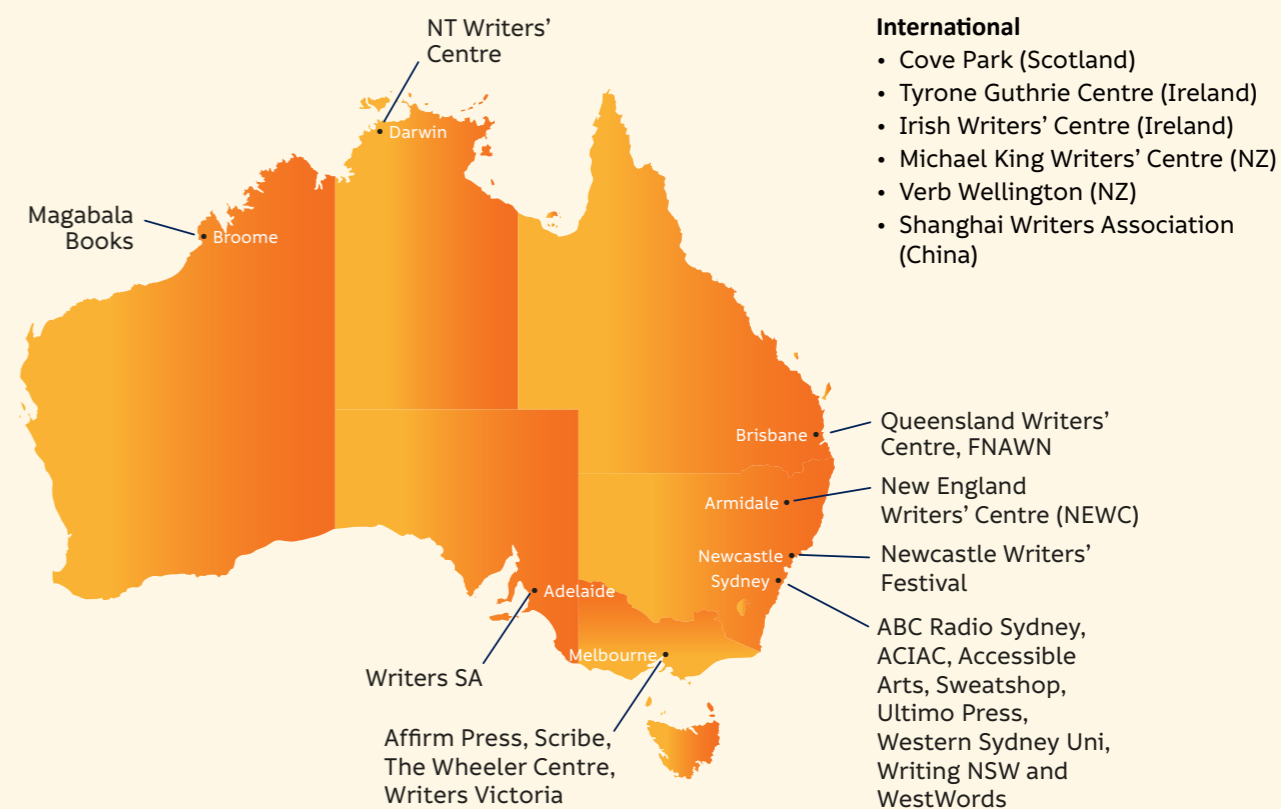 NT Writers’
Centre
Darwin
Magabala
Books
Broome
International
• Cove Park (Scotland)
• Tyrone Guthrie Centre (Ireland)
• Irish Writers’ Centre (Ireland)
• Michael King Writers’ Centre (NZ)
• Verb Wellington (NZ)
• Shanghai Writers Association
(China)
Brisbane
Queensland Writers’
Centre, FNAWN
Armidale
New England
Writers’ Centre (NEWC)
Newcastle
Newcastle Writers’
Festival
Sydney
ABC Radio Sydney,
ACIAC, Accessible
Arts, Sweatshop,
Ultimo Press,
Western Sydney Uni,
Writing NSW and
WestWords
Adelaide
Writers SA
Melbourne
Affirm Press, Scribe,
The Wheeler Centre,
Writers Victoria